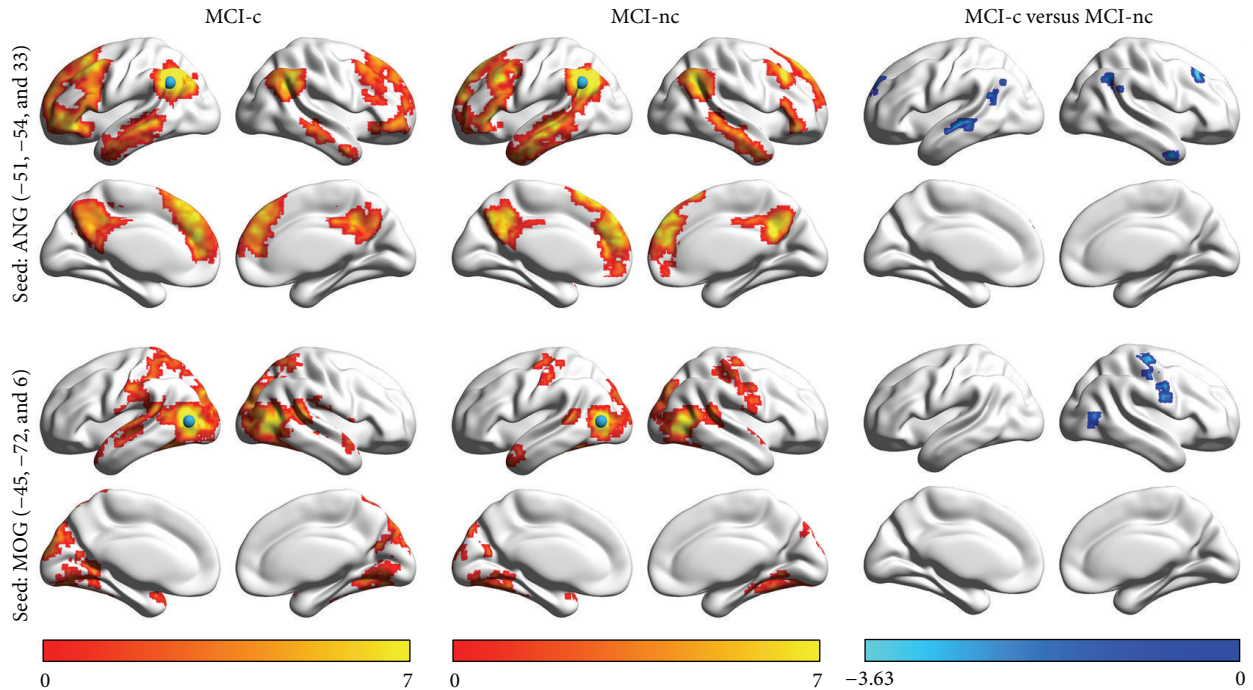 MCI-c
MCI-nc
MCI-c versus MCI-nc
Seed: ANG (−51, −54, and 33)
Seed: MOG (−45, −72, and 6)
0
7
0
7
−3.63
0